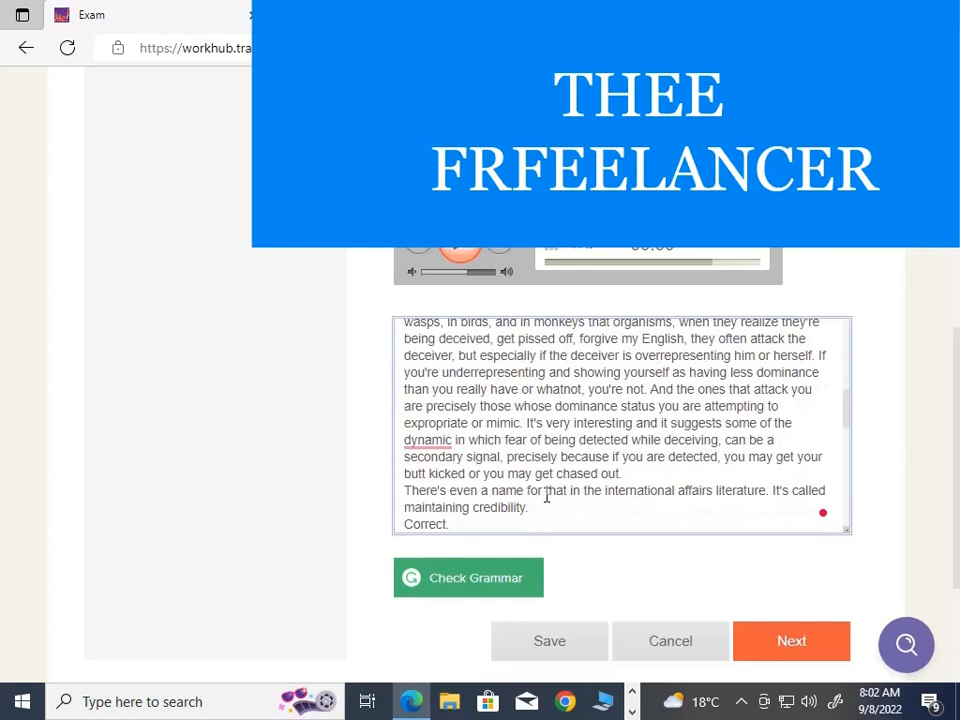 Exam
https://workhub.tra
THEE
FRFEELANCER
wasps, in birds, and in monkeys that organisms, when they realize they're
being deceived, get pissed off, forgive my English, they often attack the
deceiver, but especially if the deceiver is overrepresenting him or herself. If
you're underrepresenting and showing yourself as having less dominance
than you really have or whatnot, you're not. And the ones that attack you
are precisely those whose dominance status you are attempting to
expropriate or mimic. It's very interesting and it suggests some of the
dynamic in which fear of being detected while deceiving, can be a
secondary signal, precisely because if you are detected, you may get your
butt kicked or you may get chased out.
There's even a name for that in the international affairs literature. It's called
maintaining credibility.
Correct.
Check Grammar
Save
Cancel
Next
Type here to search
18°C
8:02 AM
9/8/2022
9